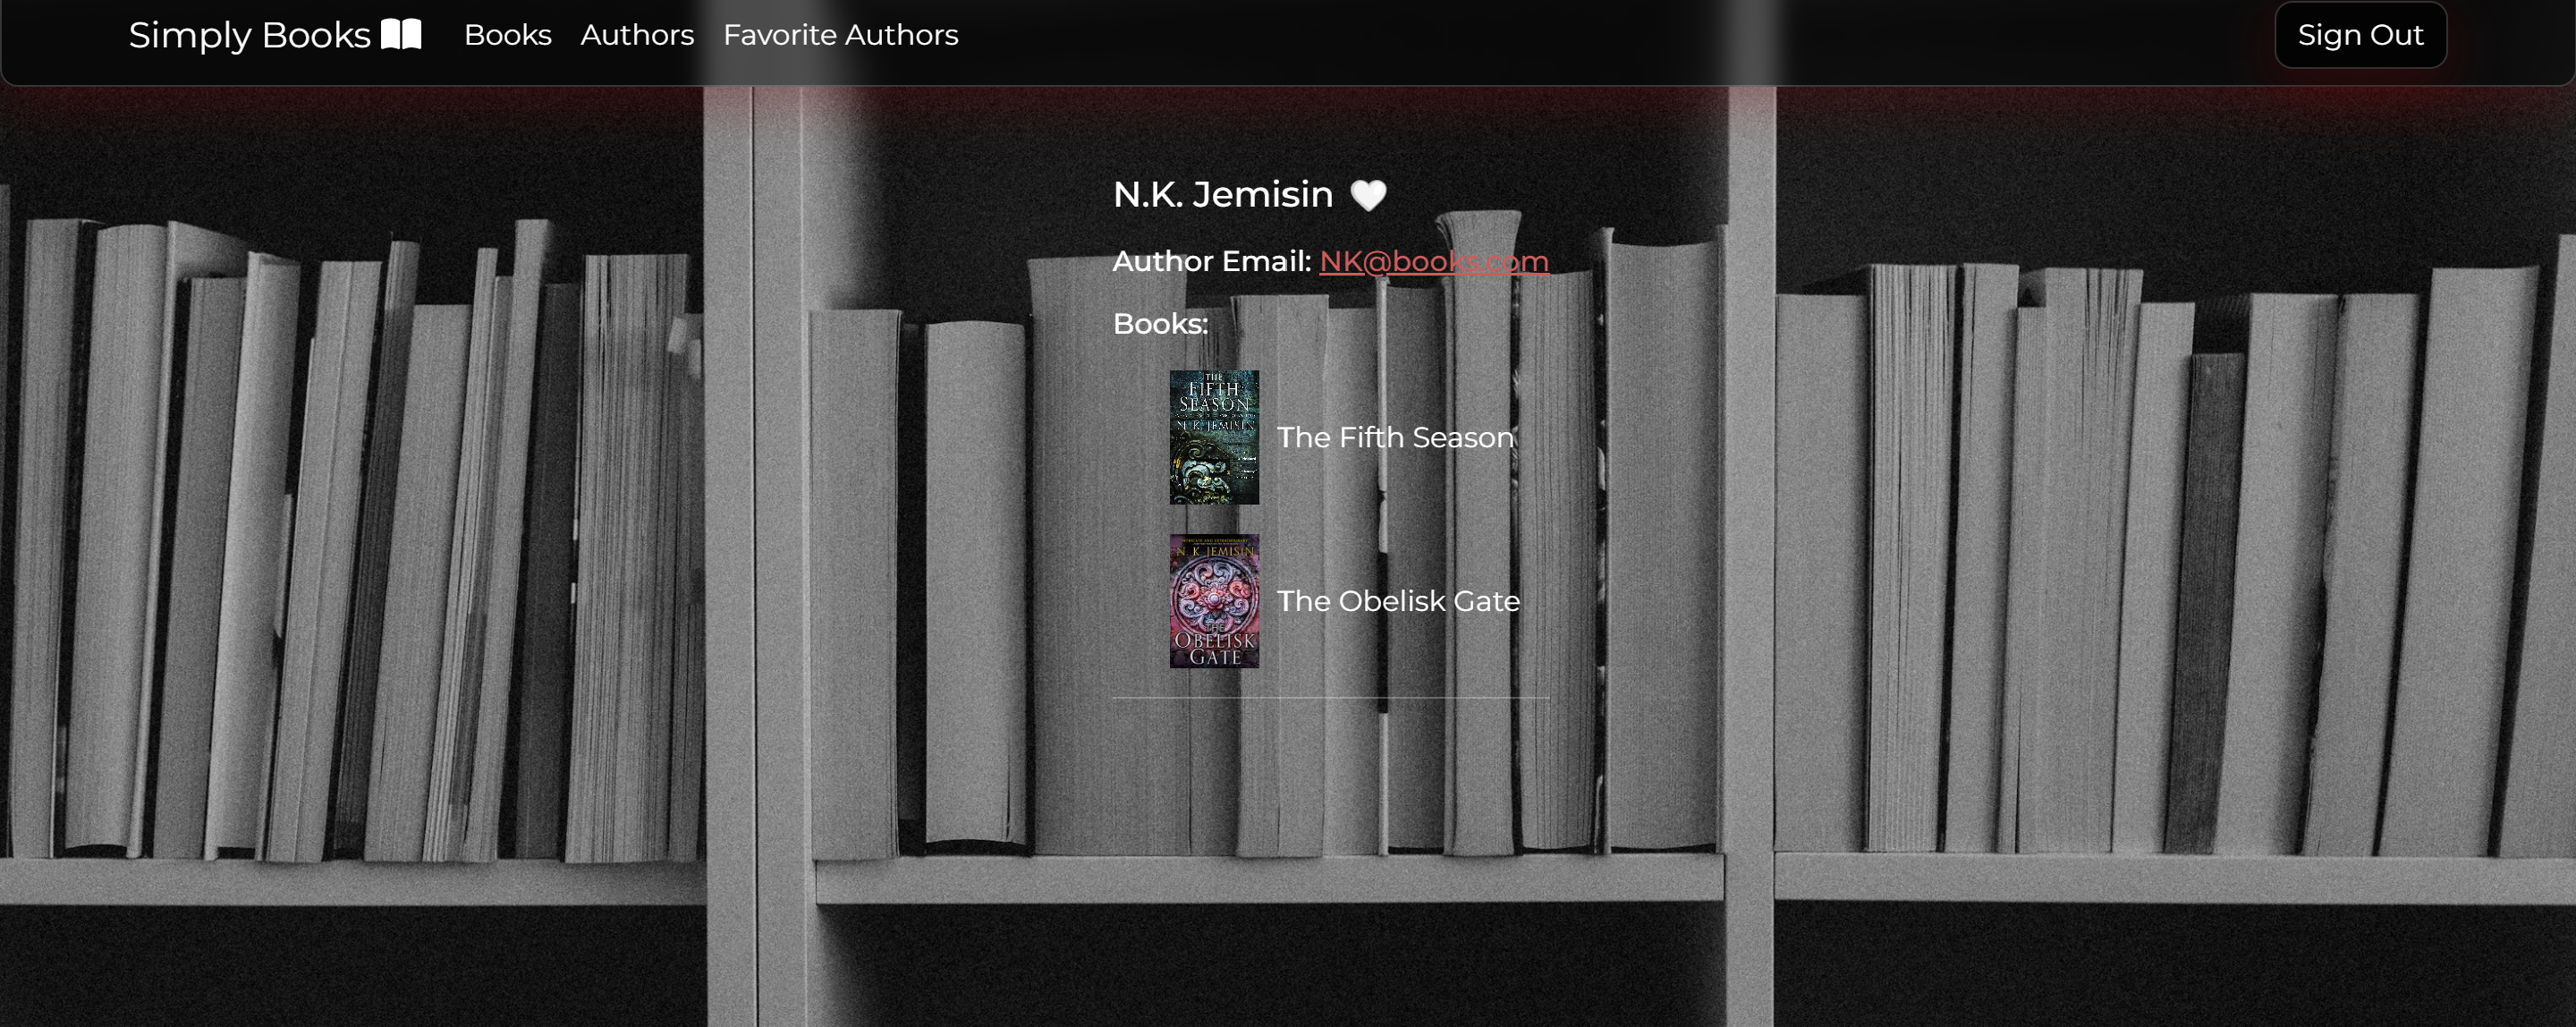 Simply Books Books Authors Favorite Authors Sign Out
N.K. Jemisin
Author Email: NK@books.com
Books:
THE
FIFTH
SEASON
N. K. JEMISIN
The Fifth Season
N. K. JEMISIN
THE
OBELISK
GATE
The Obelisk Gate